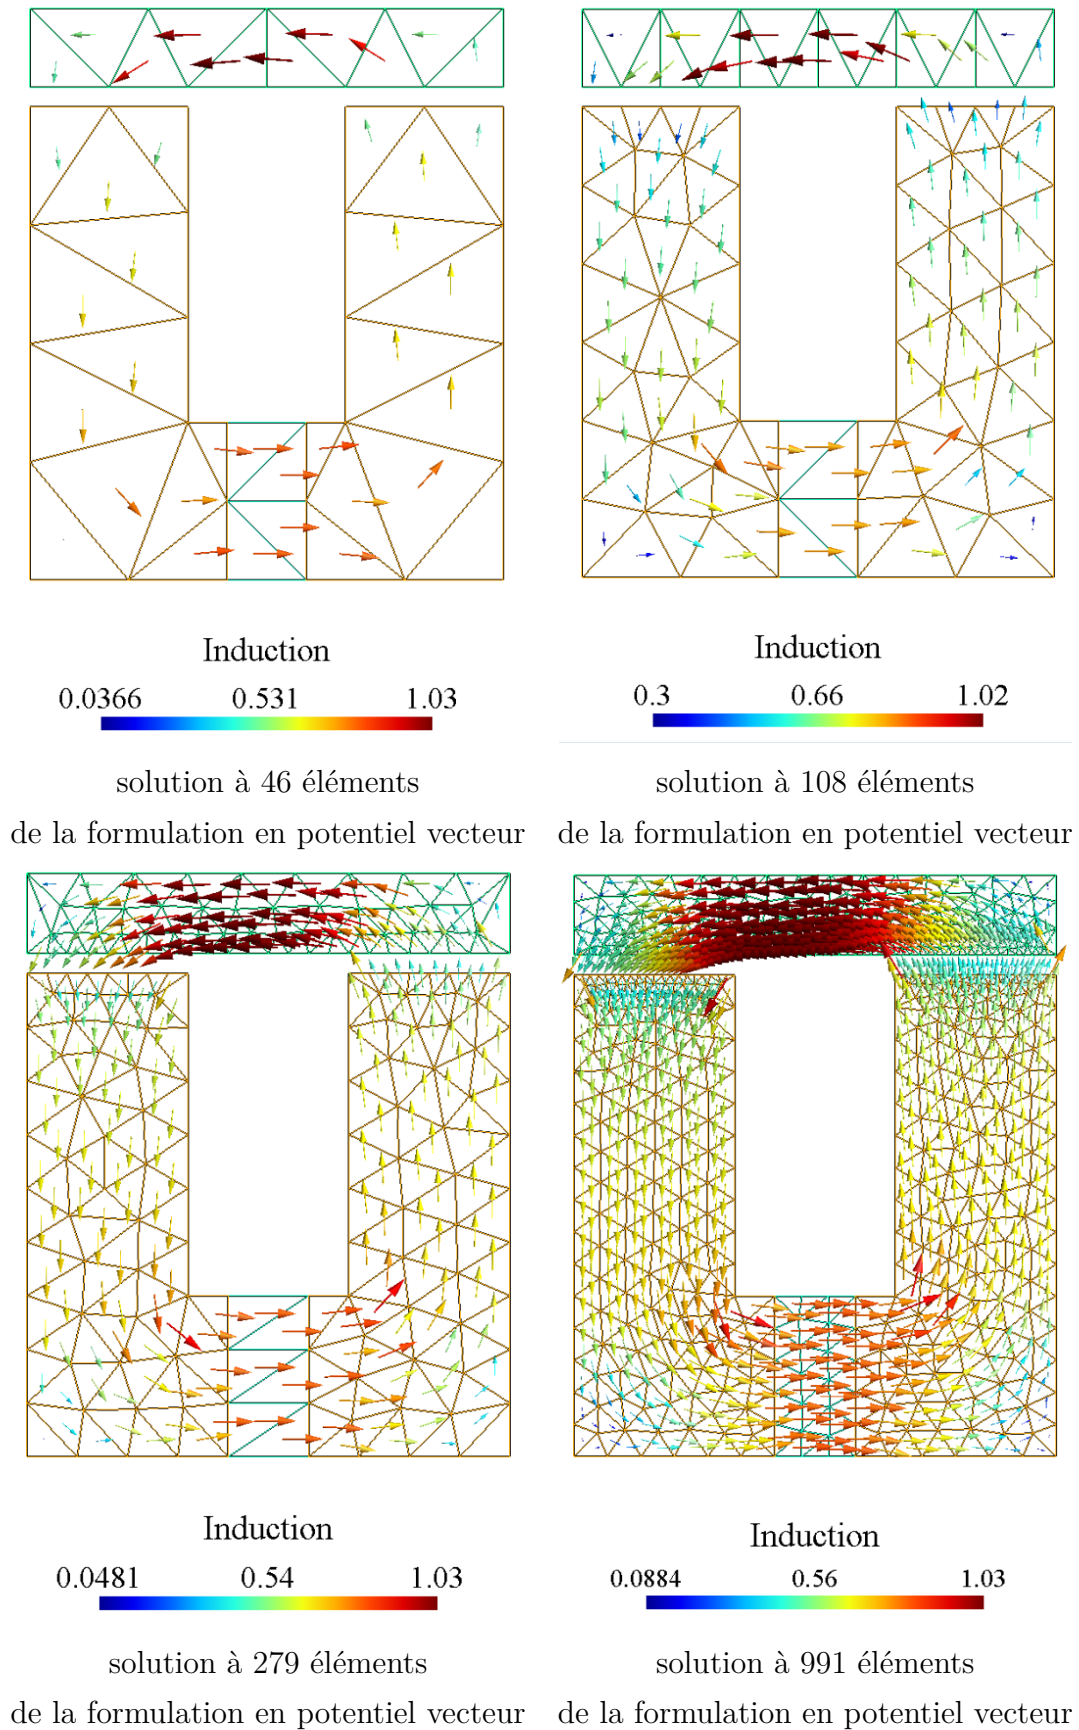 Induction
0.0366 0.531 1.03
solution à 46 éléments
de la formulation en potentiel vecteur
Induction
0.3 0.66 1.02
solution à 108 éléments
de la formulation en potentiel vecteur
Induction
0.0481 0.54 1.03
solution à 279 éléments
de la formulation en potentiel vecteur
Induction
0.0884 0.56 1.03
solution à 991 éléments
de la formulation en potentiel vecteur